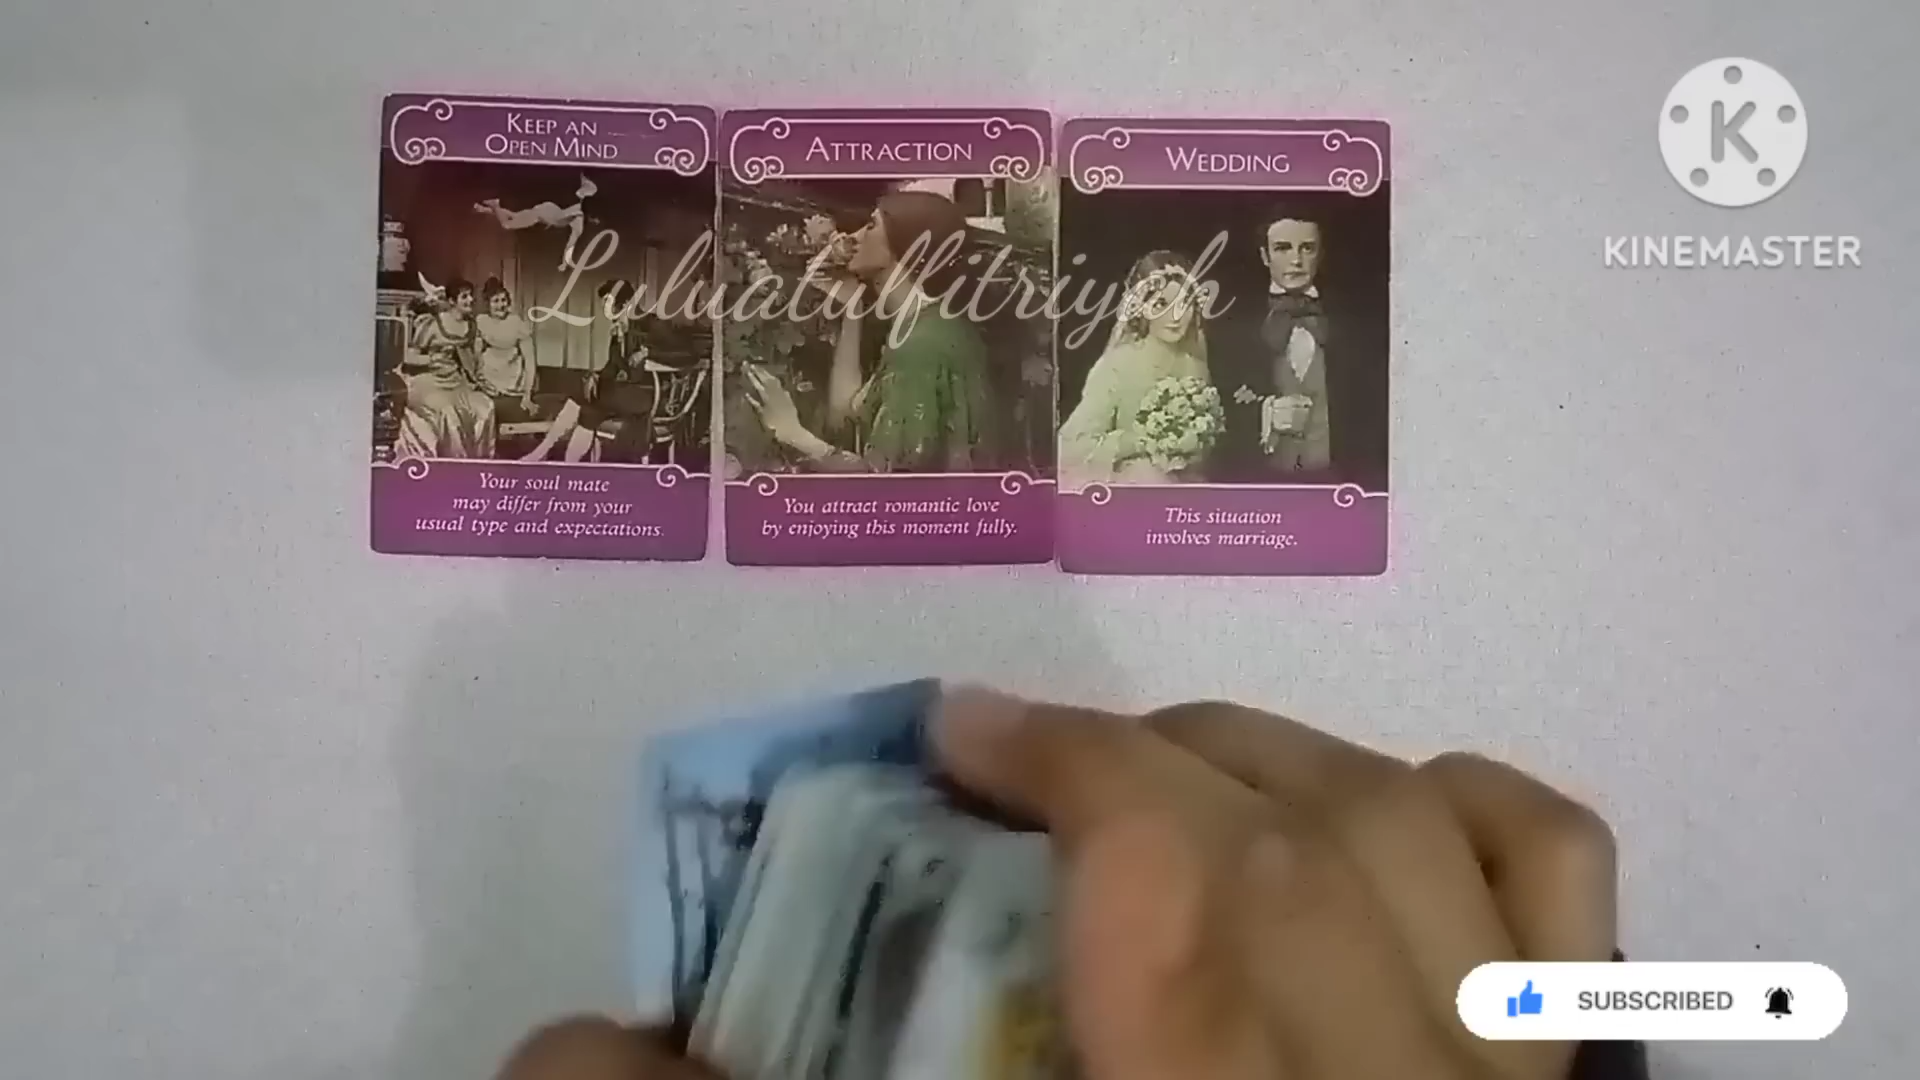 KEEP AN
OPEN MIND
Your soul mate
may differ from your
usual type and expectations.
ATTRACTION
You attract romantic love
by enjoying this moment fully.
WEDDING
This situation
involves marriage.
Luluatulfitriyah
K
KINEMASTER
SUBSCRIBED